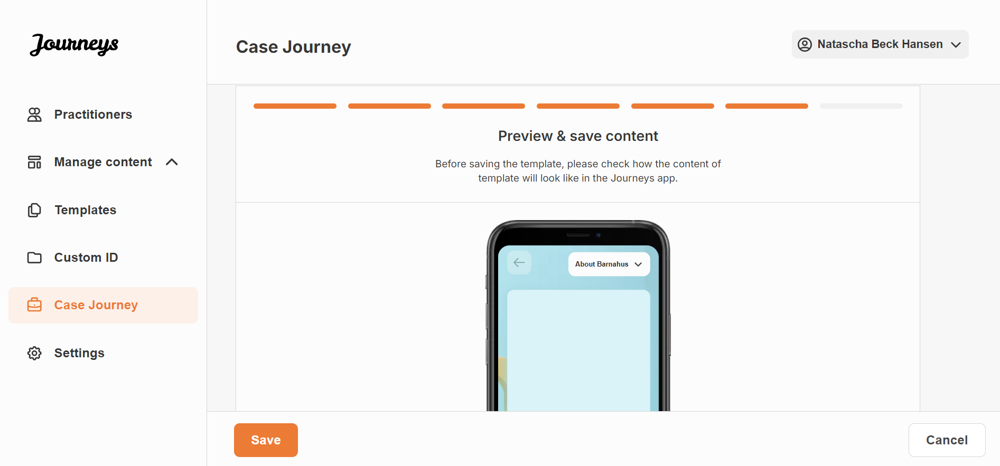 Journeys
Case Journey
Natascha Beck Hansen
Practitioners
Manage content
Templates
Custom ID
Case Journey
Settings
Preview & save content
Before saving the template, please check how the content of
template will look like in the Journeys app.
About Barnahus
Save
Cancel